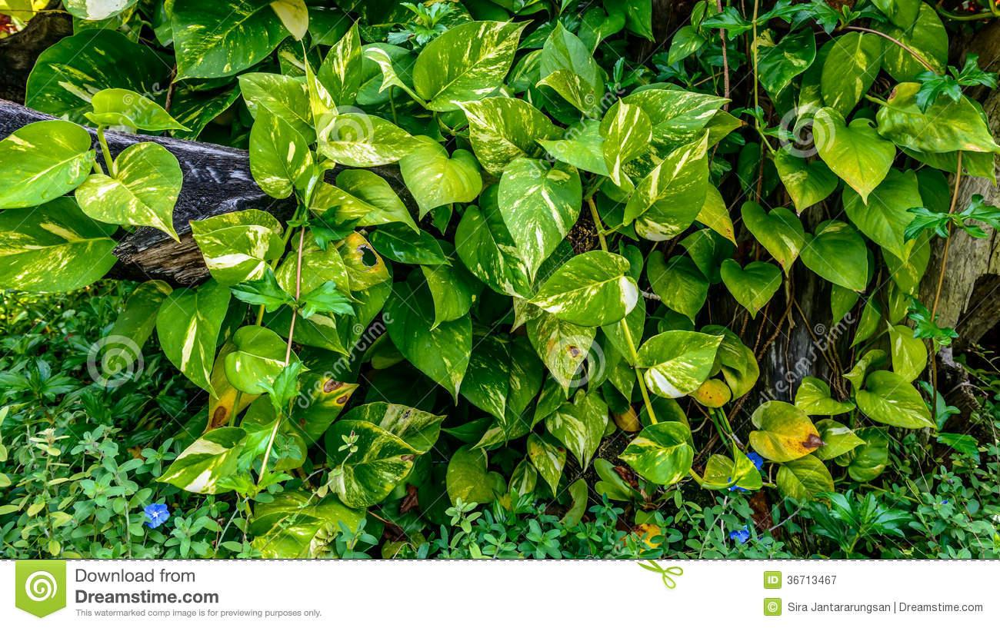 Download from
Dreamstime.com
This watermarked comp image is for previewing purposes only.
ID 36713467
© Sira Jantararungsan | Dreamstime.com